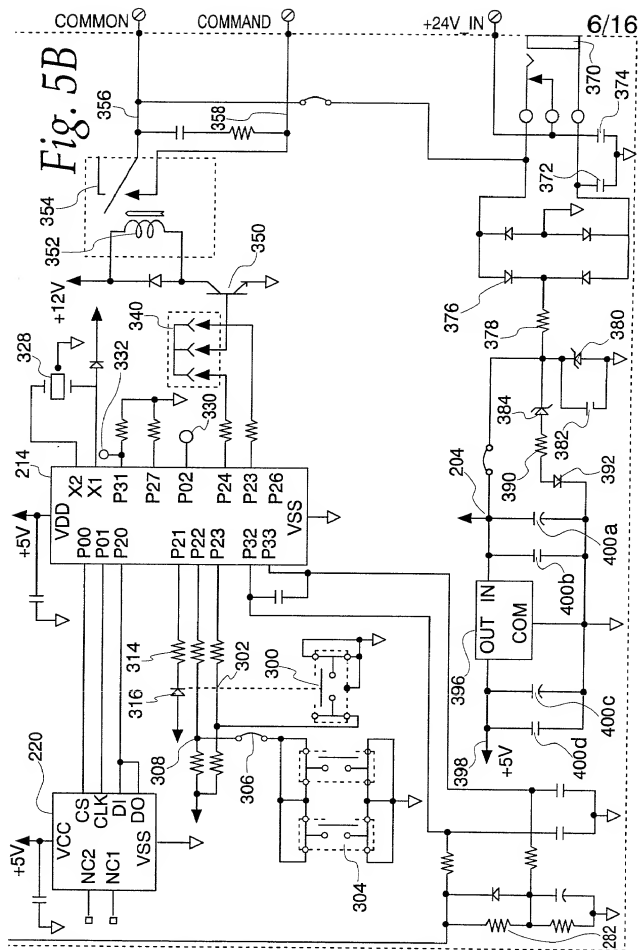 COMMON
COMMAND
+24V_IN
6/16
Fig. 5B
356
358
370
374
372
354
352
+12V
350
340
376
378
380
328
332
330
384
382
390
392
214
+5V
VDD
X2
X1
P00
P01
P20
P31
P27
P02
P21
P22
P23
P24
P23
P26
P32
P33
VSS
204
400a
400b
314
316
302
300
396
OUT
IN
COM
400c
400d
398
+5V
308
306
304
220
+5V
VCC
CS
CLK
DI
DO
NC2
NC1
VSS
282